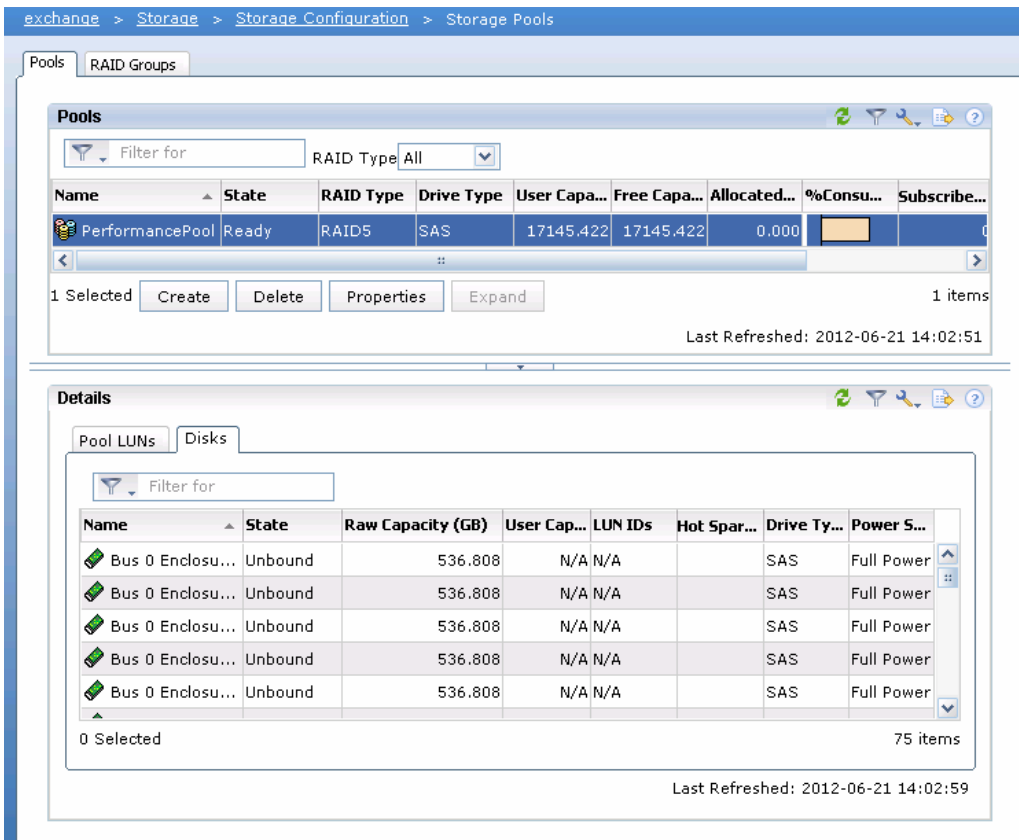 exchange > Storage > Storage Configuration > Storage Pools
Pools RAID Groups
Pools
Filter for RAID Type All
Name State RAID Type Drive Type User Capa... Free Capa... Allocated... %Consu... Subscribe...
PerformancePool Ready RAID5 SAS 17145.422 17145.422 0.000
1 Selected Create Delete Properties Expand 1 items
Last Refreshed: 2012-06-21 14:02:51
Details
Pool LUNs Disks
Filter for
Name State Raw Capacity (GB) User Cap... LUN IDs Hot Spar... Drive Ty... Power S...
Bus 0 Enclosu... Unbound 536.808 N/A N/A SAS Full Power
Bus 0 Enclosu... Unbound 536.808 N/A N/A SAS Full Power
Bus 0 Enclosu... Unbound 536.808 N/A N/A SAS Full Power
Bus 0 Enclosu... Unbound 536.808 N/A N/A SAS Full Power
Bus 0 Enclosu... Unbound 536.808 N/A N/A SAS Full Power
0 Selected 75 items
Last Refreshed: 2012-06-21 14:02:59